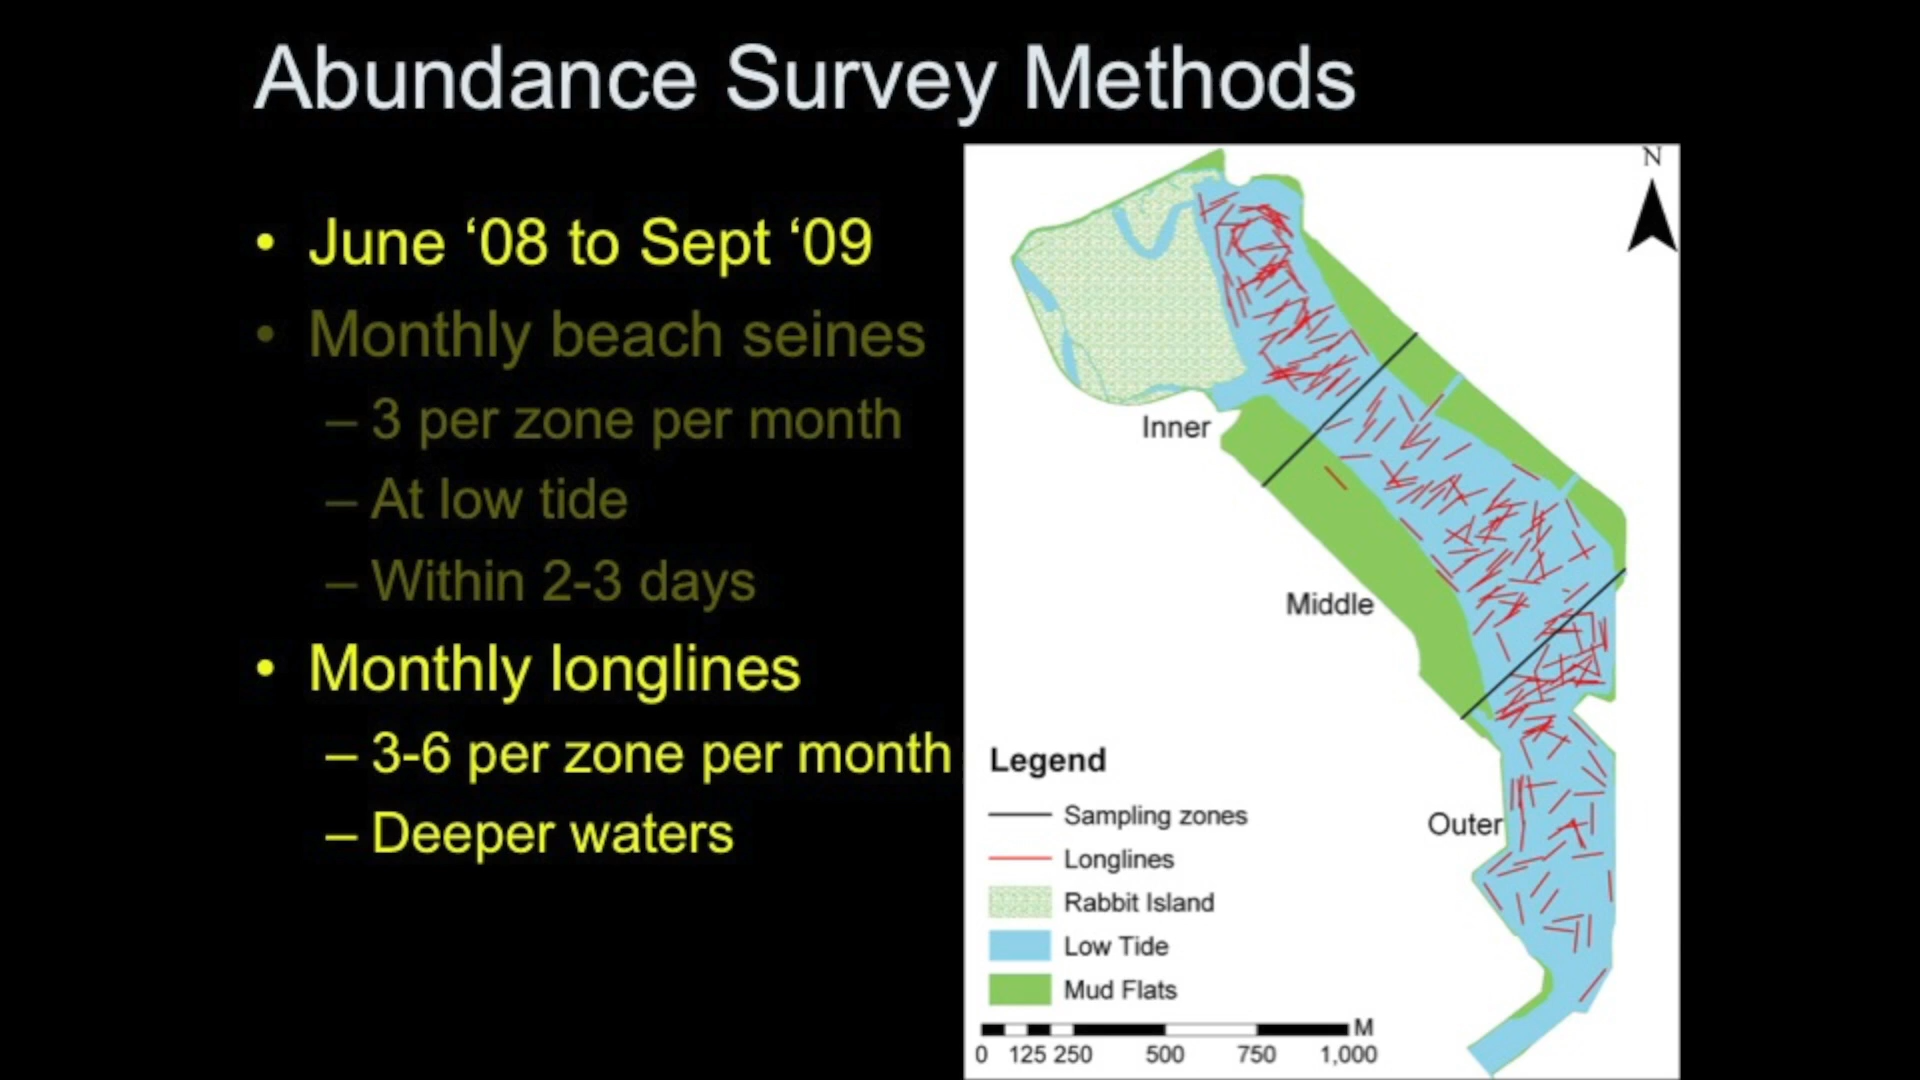 Abundance Survey Methods
• June ‘08 to Sept ‘09
• Monthly beach seines
– 3 per zone per month
– At low tide
– Within 2-3 days
• Monthly longlines
– 3-6 per zone per month
– Deeper waters
N
Inner
Middle
Outer
Legend
Sampling zones
Longlines
Rabbit Island
Low Tide
Mud Flats
M
0 125 250 500 750 1,000